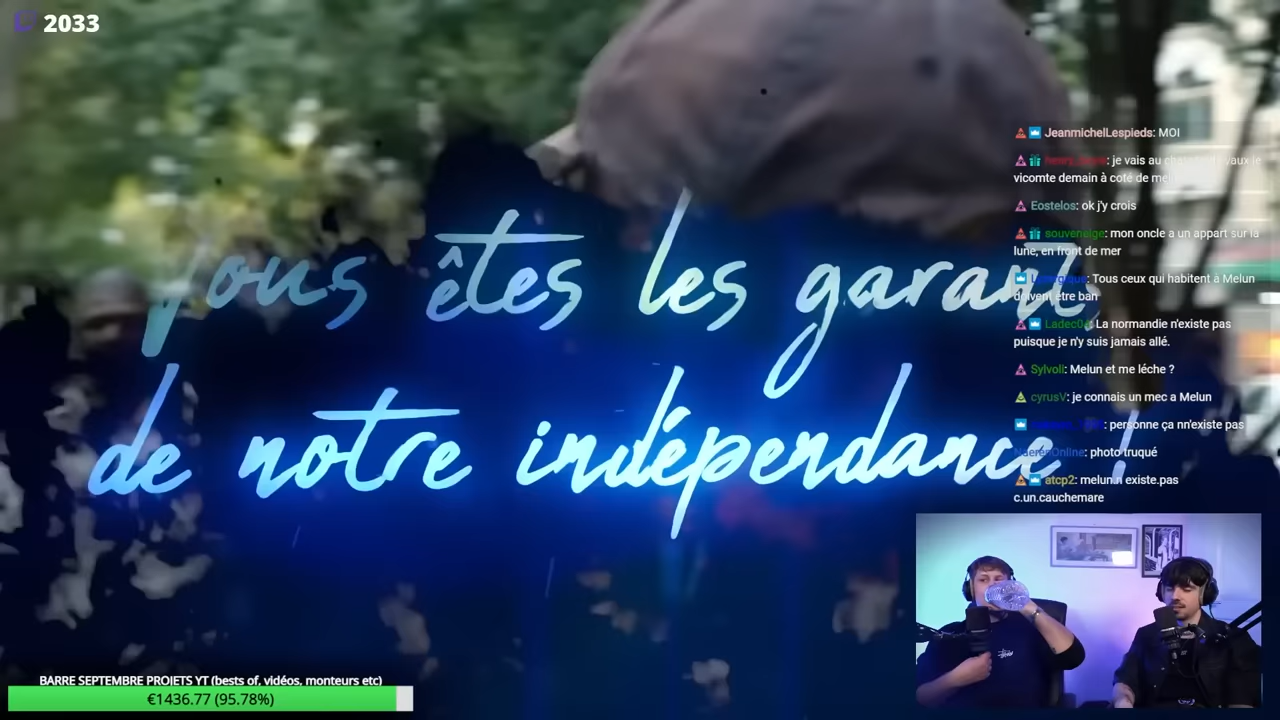 2033
Vous êtes les garants
de notre indépendance !
JeanmichelLespieds: MOI
: je vais au
vicomte demain à coté de
Eostelos: ok j'y crois
souveneige: mon oncle a un appart sur la
lune, en front de mer
: Tous ceux qui habitent à Melun
doivent être ban
: La normandie n'existe pas
puisque je n'y suis jamais allé.
Sylvoli: Melun et me léche ?
cyrusV: je connais un mec a Melun
: personne ça nn'existe pas
: photo truqué
atcp2: melun.n existe.pas
c.un.cauchemare
BARRE SEPTEMBRE PROJETS YT (bests of, vidéos, monteurs etc)
€1436.77 (95.78%)